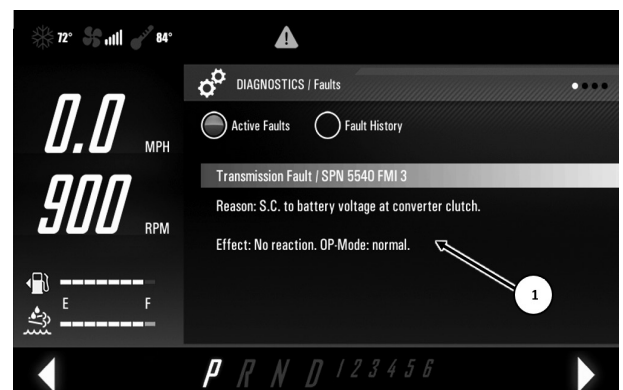 72° 84°
DIAGNOSTICS / Faults
Active Faults Fault History
0.0 MPH
Transmission Fault / SPN 5540 FMI 3
900 RPM
Reason: S.C. to battery voltage at converter clutch.
Effect: No reaction. OP-Mode: normal.
1
E F
P R N D 1 2 3 4 5 6